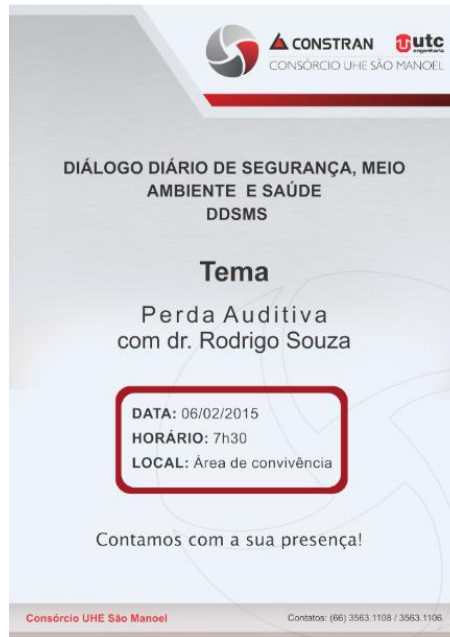 CONSTRAN utc
engenharia
CONSÓRCIO UHE SÃO MANOEL
DIÁLOGO DIÁRIO DE SEGURANÇA, MEIO
AMBIENTE E SAÚDE
DDSMS
Tema
Perda Auditiva
com dr. Rodrigo Souza
DATA: 06/02/2015
HORÁRIO: 7h30
LOCAL: Área de convivência
Contamos com a sua presença!
Consórcio UHE São Manoel Contatos: (66) 3563.1108 / 3563.1106